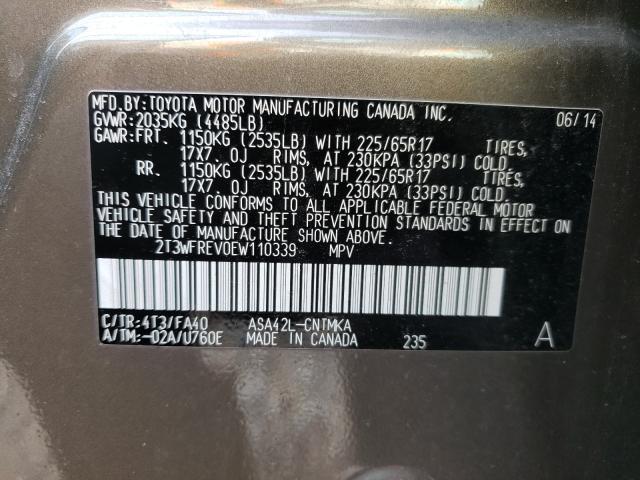 MFD.BY:TOYOTA MOTOR MANUFACTURING CANADA INC.
GVWR:2035KG (4485LB) 06/14
GAWR:FRT. 1150KG (2535LB) WITH 225/65R17 TIRES,
17X7.0J RIMS, AT 230KPA (33PSI) COLD.
RR. 1150KG (2535LB) WITH 225/65R17 TIRES,
17X7.0J RIMS, AT 230KPA (33PSI) COLD.
THIS VEHICLE CONFORMS TO ALL APPLICABLE FEDERAL MOTOR
VEHICLE SAFETY AND THEFT PREVENTION STANDARDS IN EFFECT ON
THE DATE OF MANUFACTURE SHOWN ABOVE.
2T3WFREV0EW110339 MPV
C/TR:4T3/FA40 ASA42L-CNTMKA
A/TM:-02A/U760E MADE IN CANADA 235 A